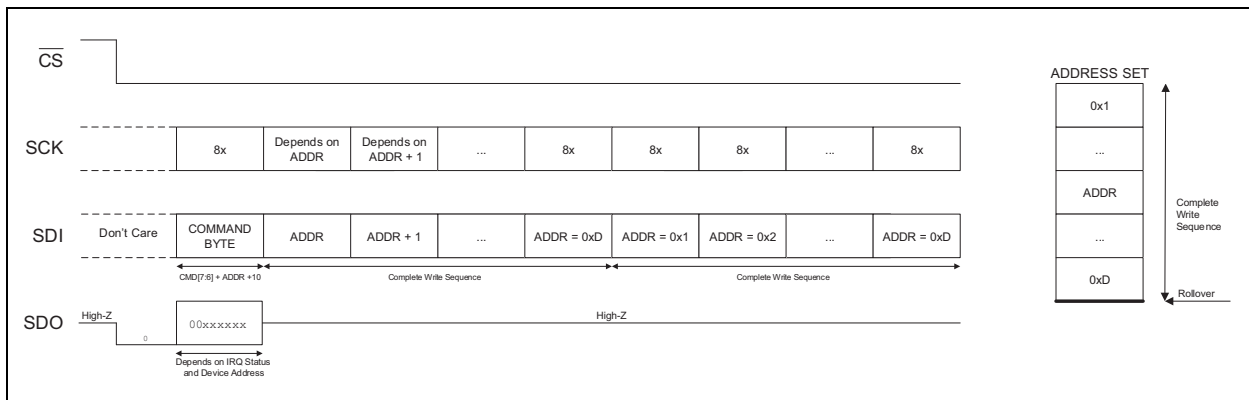 CS
SCK
8x
Depends on
ADDR
Depends on
ADDR + 1
...
8x
8x
8x
...
8x
SDI
Don't Care
COMMAND
BYTE
ADDR
ADDR + 1
...
ADDR = 0xD
ADDR = 0x1
ADDR = 0x2
...
ADDR = 0xD
CMD[7:6] + ADDR +10
Complete Write Sequence
Complete Write Sequence
SDO
High-Z
0
00xxxxxx
High-Z
Depends on IRQ Status
and Device Address
ADDRESS SET
0x1
...
ADDR
...
0xD
Complete
Write
Sequence
Rollover